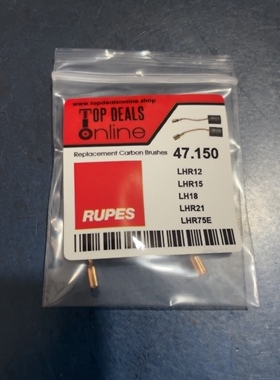 www.topdealsonline.shop
TOP DEALS
Online
Replacement Carbon Brushes 47.150
LHR12
LHR15
LH18
LHR21
LHR75E
RUPES